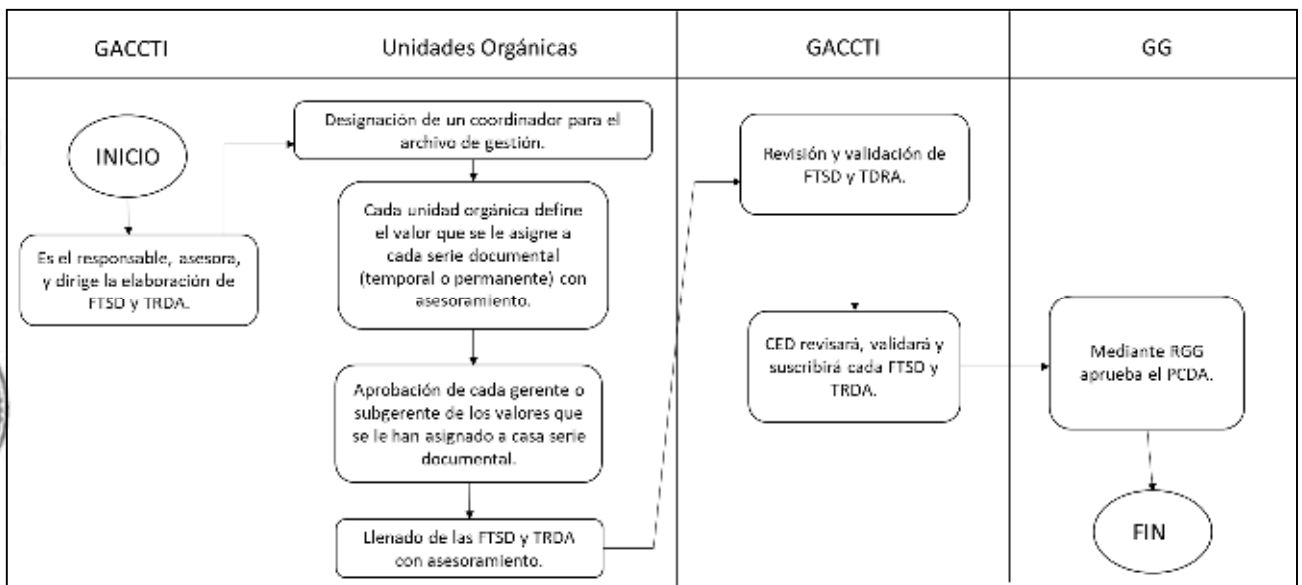 GACCTI
Unidades Orgánicas
GACCTI
GG
INICIO
Es el responsable, asesora,
y dirige la elaboración de
FTSD y TRDA.
Designación de un coordinador para el
archivo de gestión.
Cada unidad orgánica define
el valor que se le asigne a
cada serie documental
(temporal o permanente) con
asesoramiento.
Aprobación de cada gerente o
subgerente de los valores que
se le han asignado a casa serie
documental.
Llenado de las FTSD y TRDA
con asesoramiento.
Revisión y validación de
FTSD y TDRA.
CED revisará, validará y
suscribirá cada FTSD y
TRDA.
Mediante RGG
aprueba el PCDA.
FIN